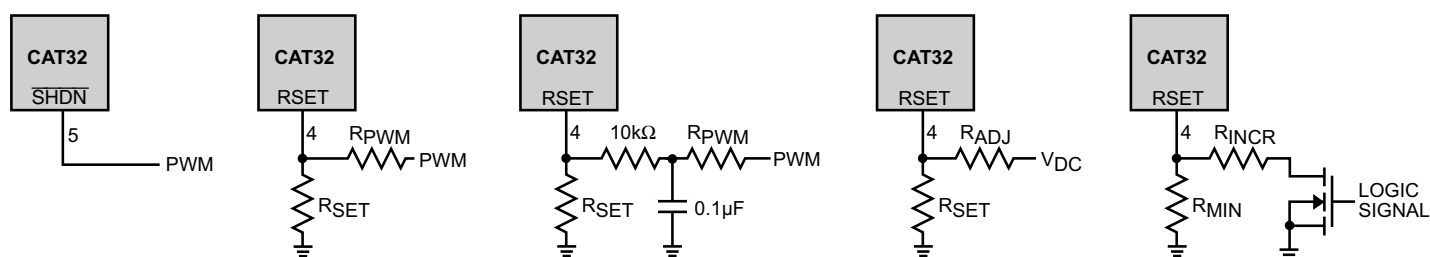 CAT32
SHDN
5
PWM
CAT32
RSET
4
RPWM
PWM
RSET
CAT32
RSET
4
10kΩ
RPWM
PWM
RSET
0.1µF
CAT32
RSET
4
RADJ
VDC
RSET
CAT32
RSET
4
RINCR
RMIN
LOGIC
SIGNAL